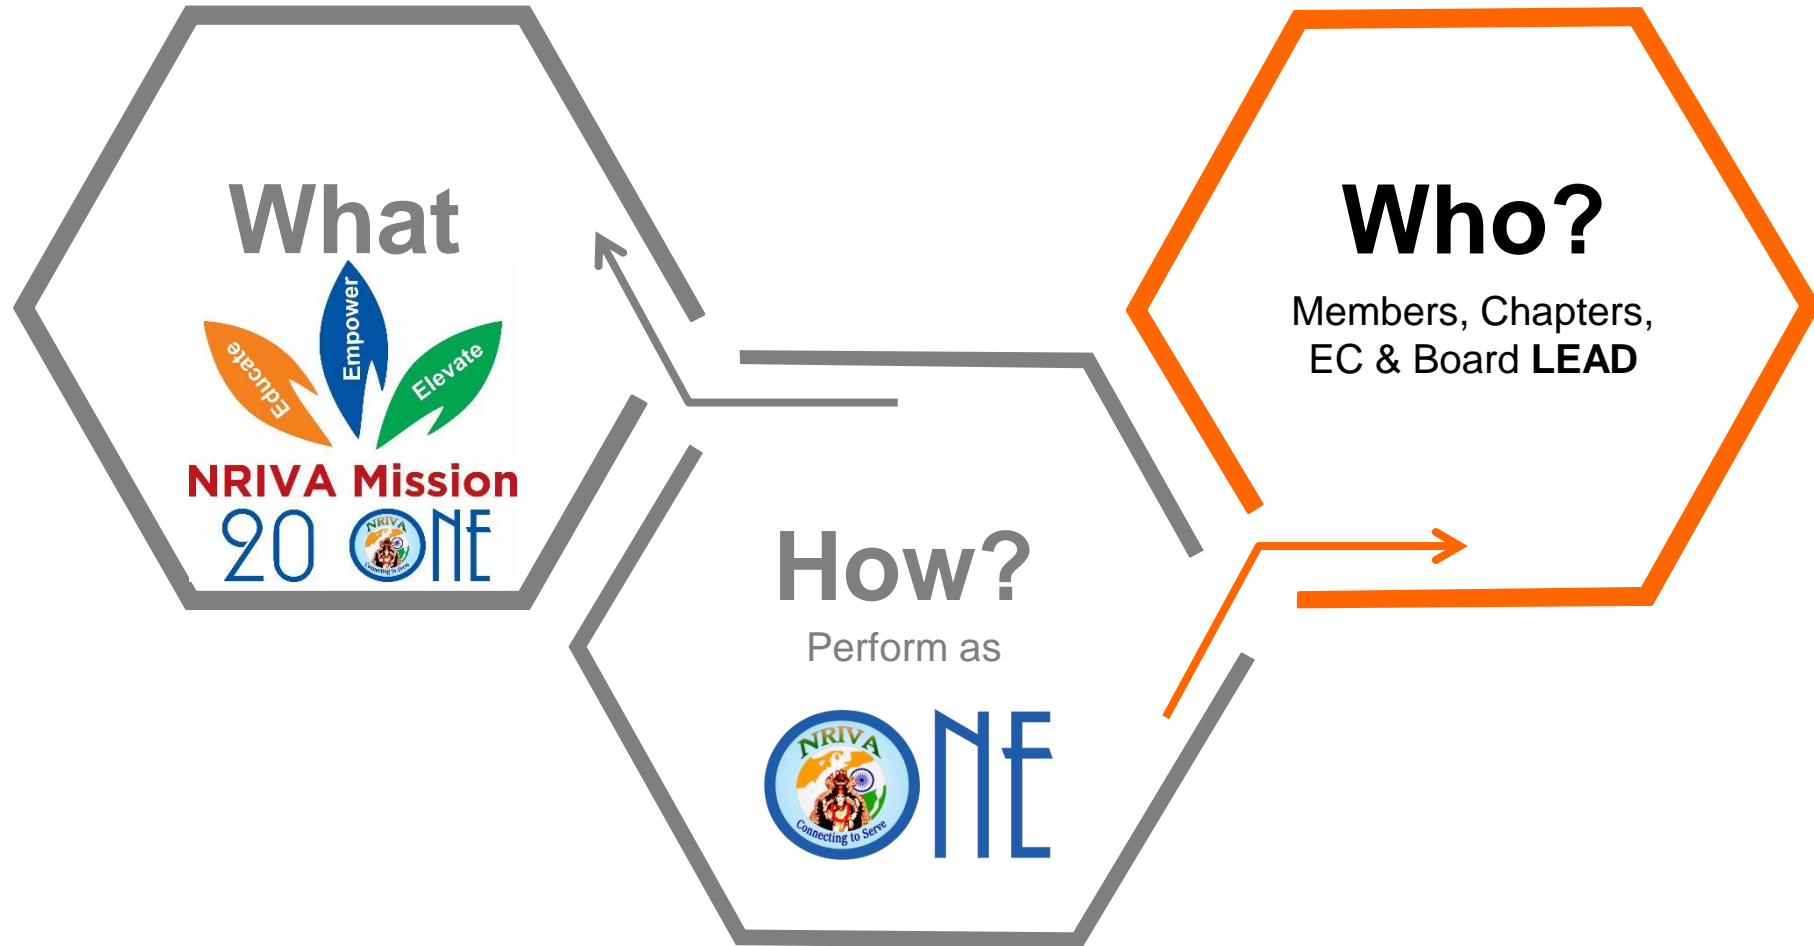 What
Educate
Empower
Elevate
NRIVA Mission
20 ONE
NRIVA
Connecting to Serve
How?
Perform as
ONE
NRIVA
Connecting to Serve
Who?
Members, Chapters,
EC & Board LEAD